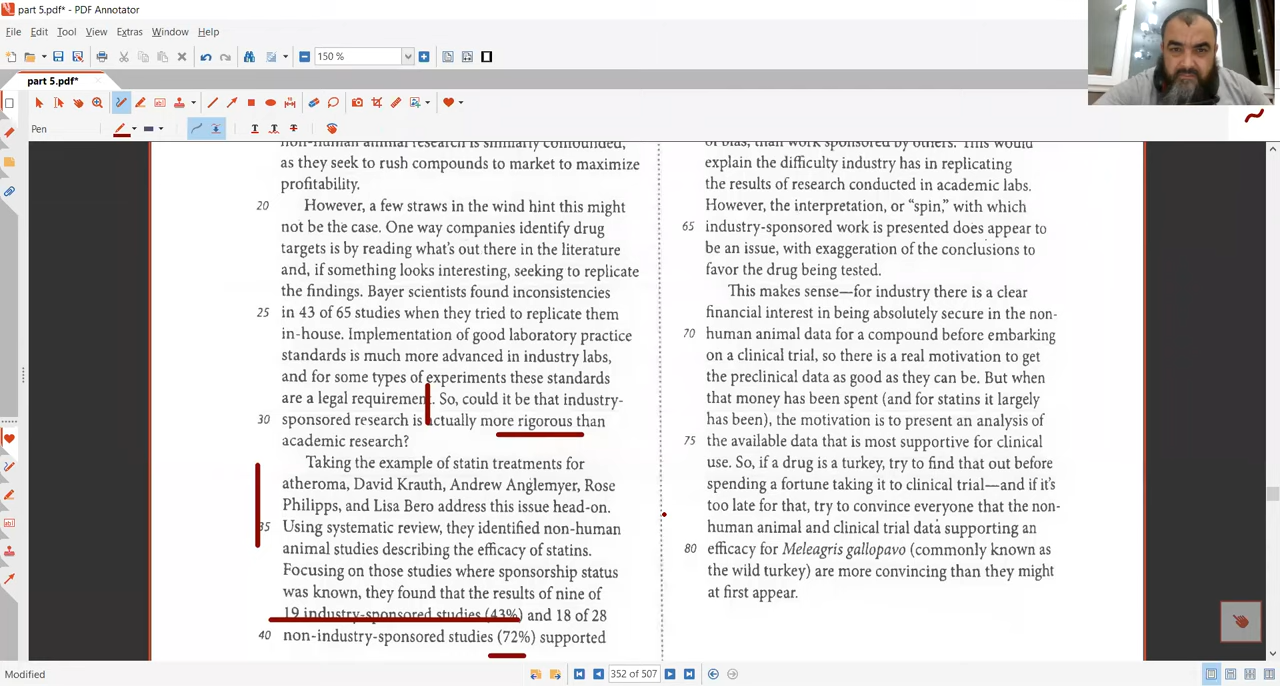 part 5.pdf* - PDF Annotator
File Edit Tool View Extras Window Help
150 %
part 5.pdf*
Pen
non-human animal research is similarly confounded,
as they seek to rush compounds to market to maximize
profitability.
20 However, a few straws in the wind hint this might
not be the case. One way companies identify drug
targets is by reading what's out there in the literature
and, if something looks interesting, seeking to replicate
the findings. Bayer scientists found inconsistencies
25 in 43 of 65 studies when they tried to replicate them
in-house. Implementation of good laboratory practice
standards is much more advanced in industry labs,
and for some types of experiments these standards
are a legal requirement. So, could it be that industry-
30 sponsored research is actually more rigorous than
academic research?
Taking the example of statin treatments for
atheroma, David Krauth, Andrew Anglemyer, Rose
Philipps, and Lisa Bero address this issue head-on.
35 Using systematic review, they identified non-human
animal studies describing the efficacy of statins.
Focusing on those studies where sponsorship status
was known, they found that the results of nine of
19 industry-sponsored studies (43%) and 18 of 28
40 non-industry-sponsored studies (72%) supported
of bias, than work sponsored by others. This would
explain the difficulty industry has in replicating
the results of research conducted in academic labs.
However, the interpretation, or “spin,” with which
65 industry-sponsored work is presented does appear to
be an issue, with exaggeration of the conclusions to
favor the drug being tested.
This makes sense—for industry there is a clear
financial interest in being absolutely secure in the non-
70 human animal data for a compound before embarking
on a clinical trial, so there is a real motivation to get
the preclinical data as good as they can be. But when
that money has been spent (and for statins it largely
has been), the motivation is to present an analysis of
75 the available data that is most supportive for clinical
use. So, if a drug is a turkey, try to find that out before
spending a fortune taking it to clinical trial—and if it's
too late for that, try to convince everyone that the non-
human animal and clinical trial data supporting an
80 efficacy for Meleagris gallopavo (commonly known as
the wild turkey) are more convincing than they might
at first appear.
Modified
352 of 507